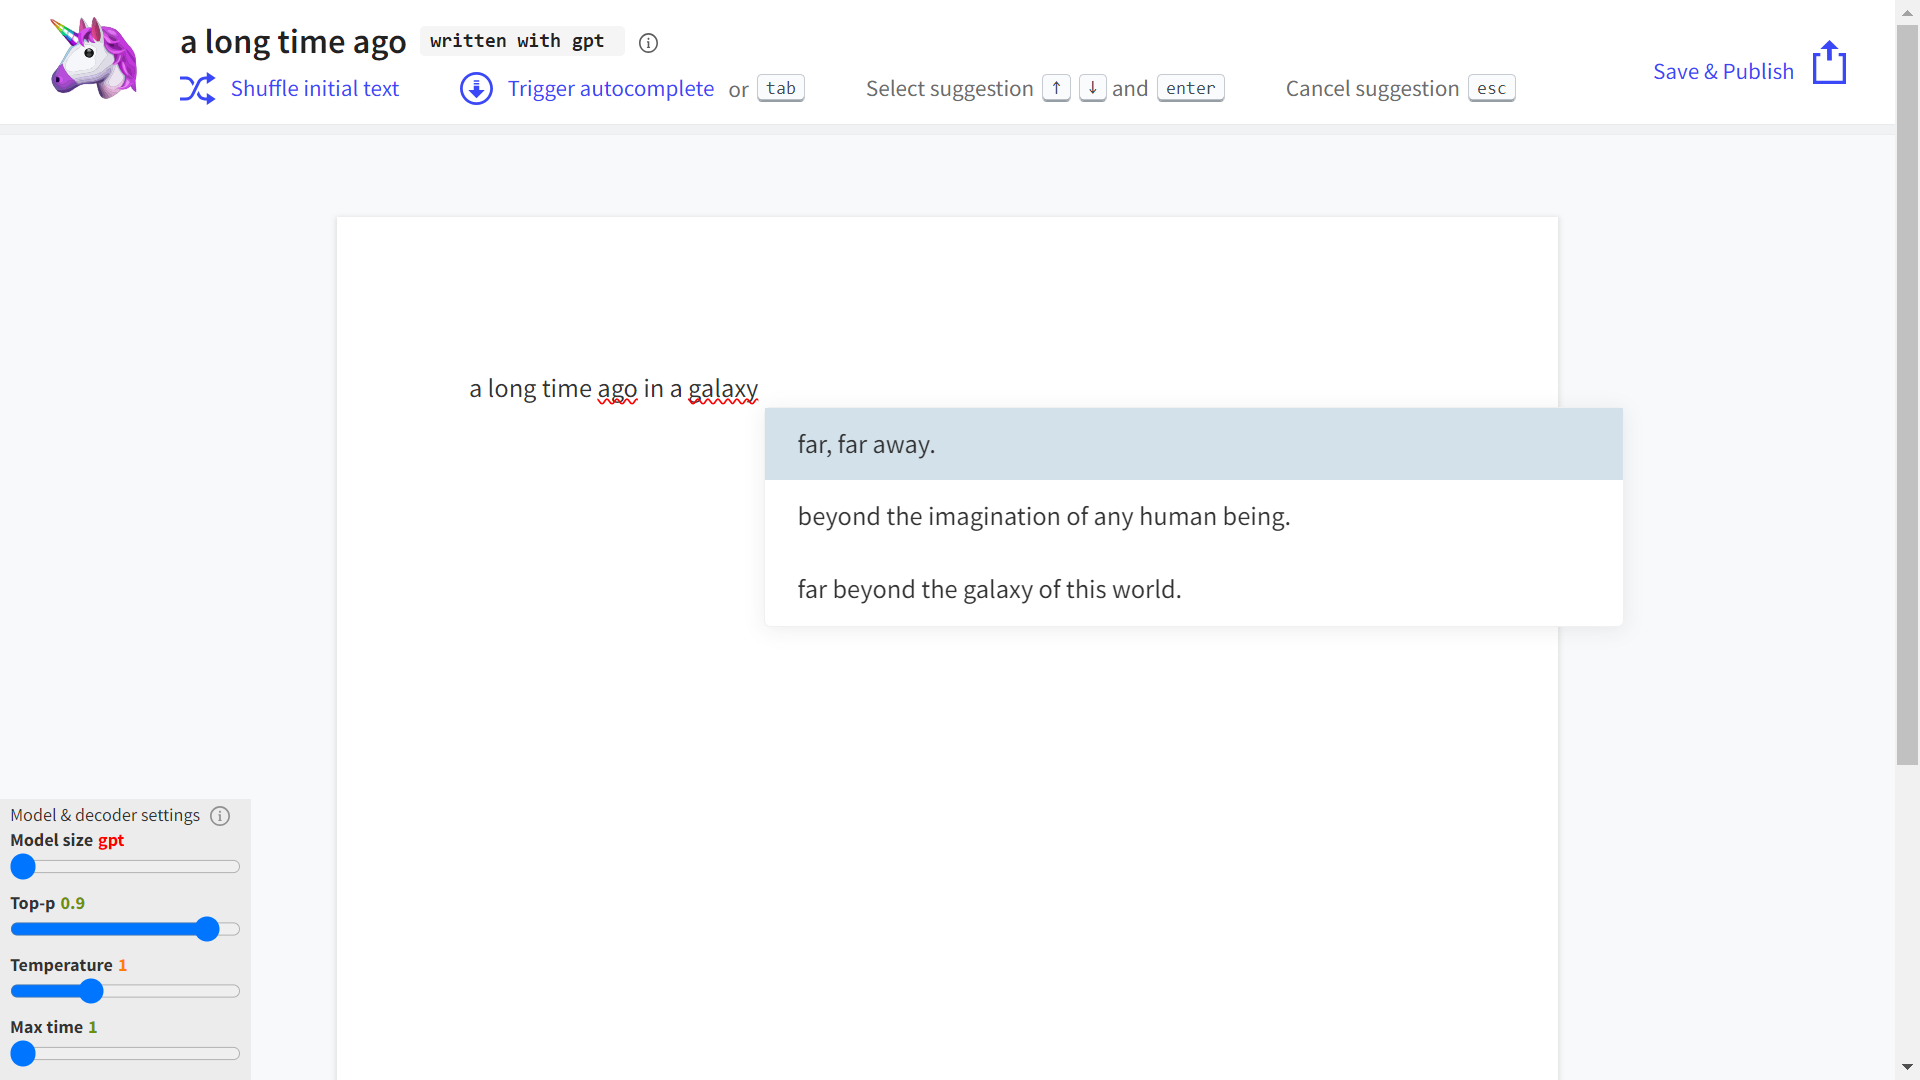 a long time ago written with gpt
Shuffle initial text Trigger autocomplete or tab Select suggestion ↑ ↓ and enter Cancel suggestion esc
Save & Publish
a long time ago in a galaxy
far, far away.
beyond the imagination of any human being.
far beyond the galaxy of this world.
Model & decoder settings
Model size gpt
Top-p 0.9
Temperature 1
Max time 1